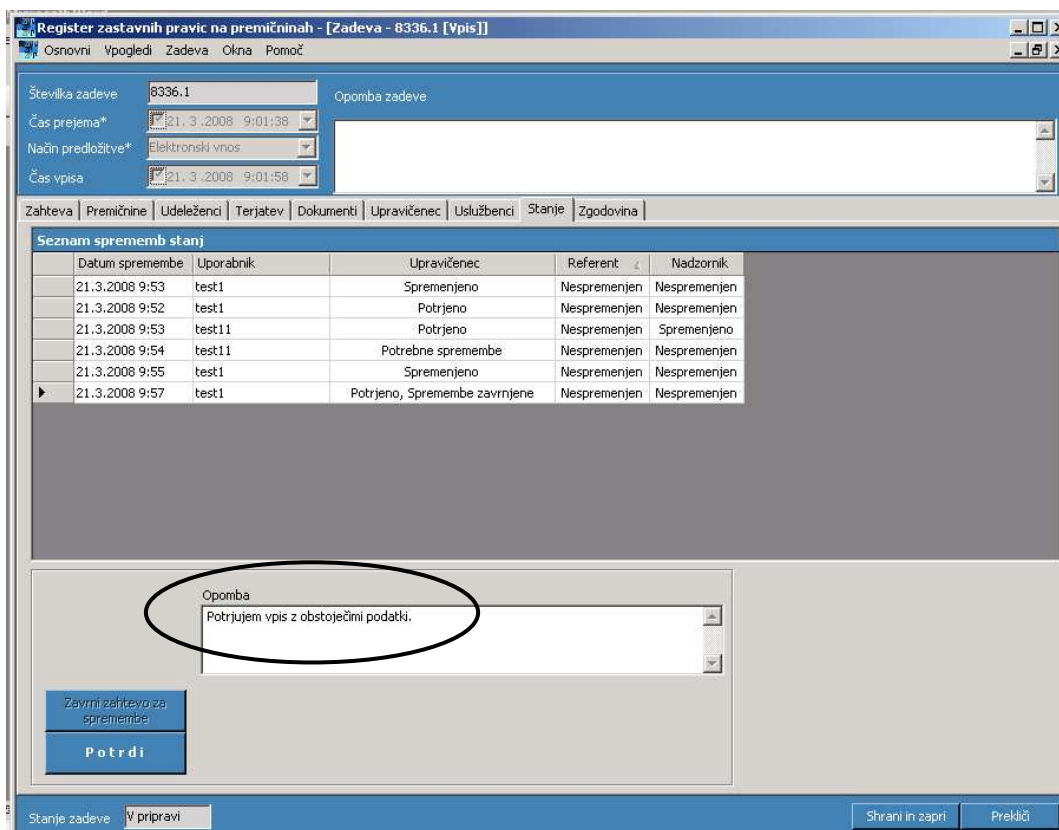 Register zastavnih pravic na premičninah - [Zadeva - 8336.1 [Vpis]]
Osnovni Vpogledi Zadeva Okna Pomoč
Številka zadeve 8336.1 Opomba zadeve
Čas prejema* 21. 3 .2008 9:01:38
Način predložitve* Elektronski vnos
Čas vpisa 21. 3 .2008 9:01:58
Zahteva Premičnine Udeleženci Terjatev Dokumenti Upravičenec Uslužbenci Stanje Zgodovina
Seznam sprememb stanj
Datum spremembe Uporabnik Upravičenec Referent Nadzornik
21.3.2008 9:53 test1 Spremenjeno Nespremenjen Nespremenjen
21.3.2008 9:52 test1 Potrjeno Nespremenjen Nespremenjen
21.3.2008 9:53 test11 Potrjeno Nespremenjen Spremenjeno
21.3.2008 9:54 test11 Potrebne spremembe Nespremenjen Nespremenjen
21.3.2008 9:55 test1 Spremenjeno Nespremenjen Nespremenjen
21.3.2008 9:57 test1 Potrjeno, Spremembe zavrnjene Nespremenjen Nespremenjen
Opomba
Potrjujem vpis z obstoječimi podatki.
Zavrni zahtevo za
spremembe
Potrdi
Stanje zadeve V pripravi Shrani in zapri Prekliči